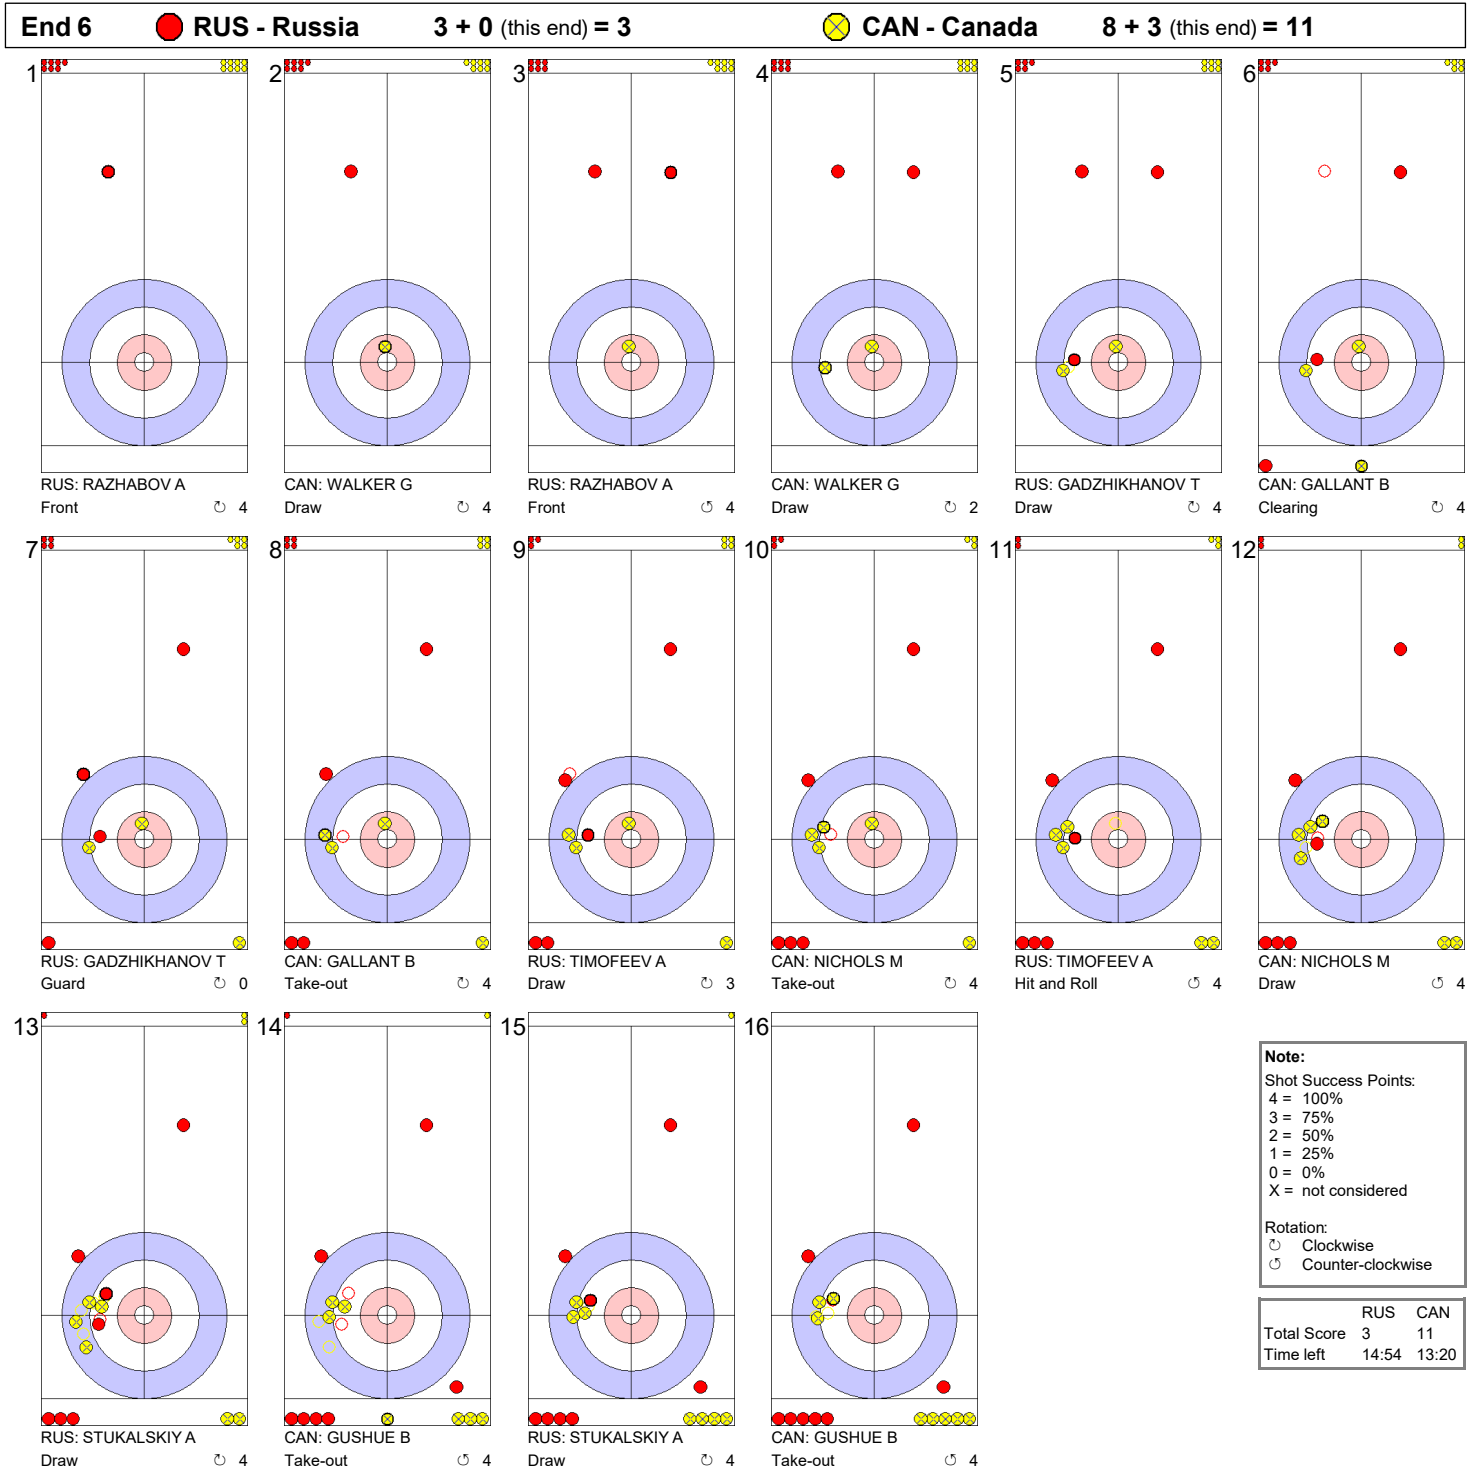 End 6 RUS - Russia 3 + 0 (this end) = 3 CAN - Canada 8 + 3 (this end) = 11
1 2 3 4 5 6
RUS: RAZHABOV A CAN: WALKER G RUS: RAZHABOV A CAN: WALKER G RUS: GADZHIKHANOV T CAN: GALLANT B
Front ↻ 4 Draw ↻ 4 Front ↺ 4 Draw ↻ 2 Draw ↻ 4 Clearing ↻ 4
7 8 9 10 11 12
RUS: GADZHIKHANOV T CAN: GALLANT B RUS: TIMOFEEV A CAN: NICHOLS M RUS: TIMOFEEV A CAN: NICHOLS M
Guard ↻ 0 Take-out ↻ 4 Draw ↻ 3 Take-out ↺ 4 Hit and Roll ↺ 4 Draw ↺ 4
13 14 15 16
RUS: STUKALSKIY A CAN: GUSHUE B RUS: STUKALSKIY A CAN: GUSHUE B
Draw ↻ 4 Take-out ↺ 4 Draw ↻ 4 Take-out ↺ 4
Note:
Shot Success Points:
4 = 100%
3 = 75%
2 = 50%
1 = 25%
0 = 0%
X = not considered
Rotation:
↻ Clockwise
↺ Counter-clockwise
RUS CAN
Total Score 3 11
Time left 14:54 13:20